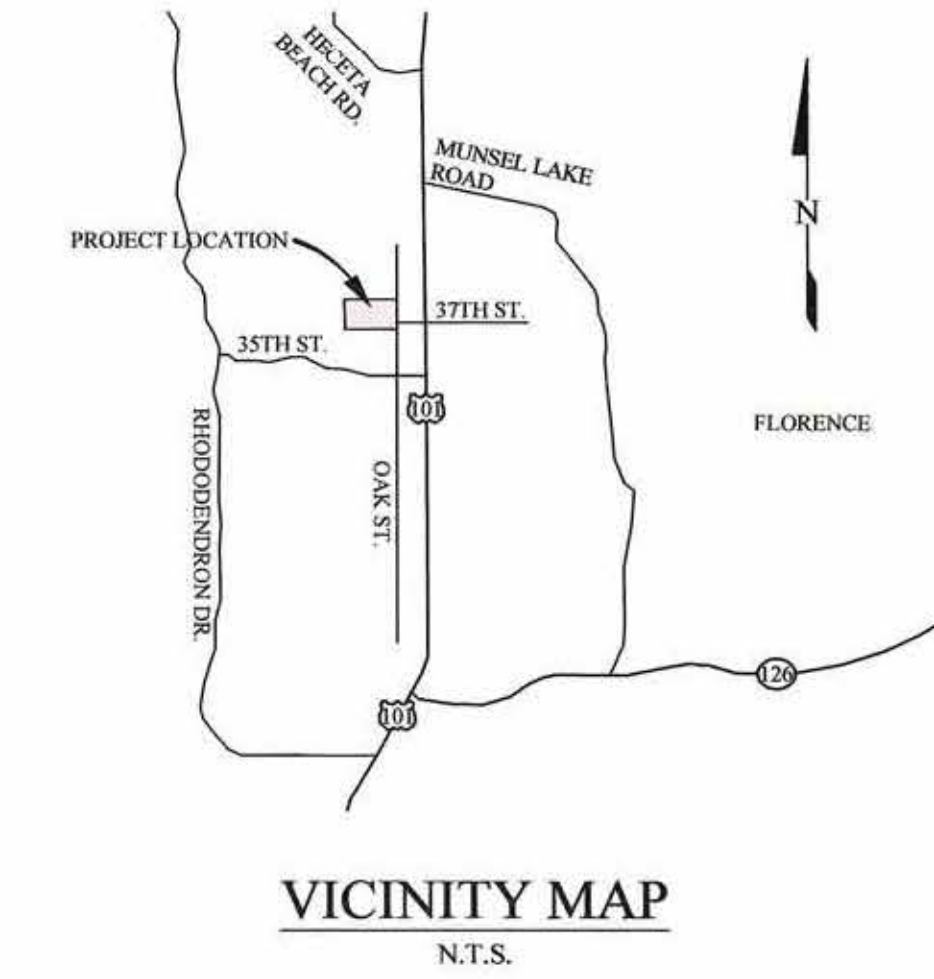 HECETA
BEACH RD.
MUNSEL LAKE
ROAD
N
PROJECT LOCATION
37TH ST.
35TH ST.
101
FLORENCE
RHODODENDRON DR.
OAK ST.
126
101
VICINITY MAP
N.T.S.